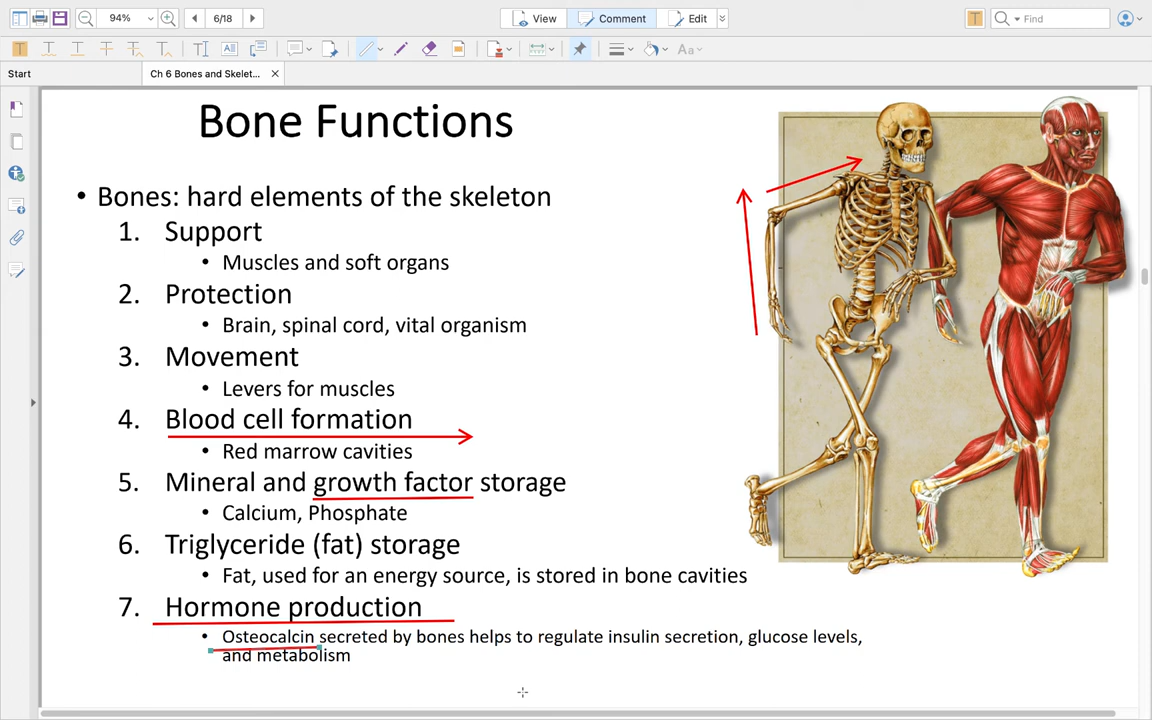 94%
6/18
View
Comment
Edit
T
Find
T T T T T T T A
Aa
Start
Ch 6 Bones and Skelet...
Bone Functions
• Bones: hard elements of the skeleton
1. Support
• Muscles and soft organs
2. Protection
• Brain, spinal cord, vital organism
3. Movement
• Levers for muscles
4. Blood cell formation
• Red marrow cavities
5. Mineral and growth factor storage
• Calcium, Phosphate
6. Triglyceride (fat) storage
• Fat, used for an energy source, is stored in bone cavities
7. Hormone production
• Osteocalcin secreted by bones helps to regulate insulin secretion, glucose levels,
and metabolism